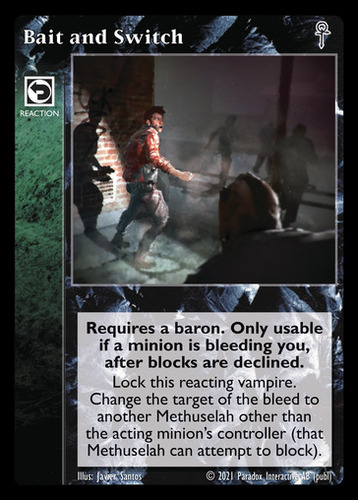 Bait and Switch
REACTION
Requires a baron. Only usable
if a minion is bleeding you,
after blocks are declined.
Lock this reacting vampire.
Change the target of the bleed to
another Methuselah other than
the acting minion's controller (that
Methuselah can attempt to block).
Illus: Javier Santos
© 2021 Paradox Interactive AB (publ)